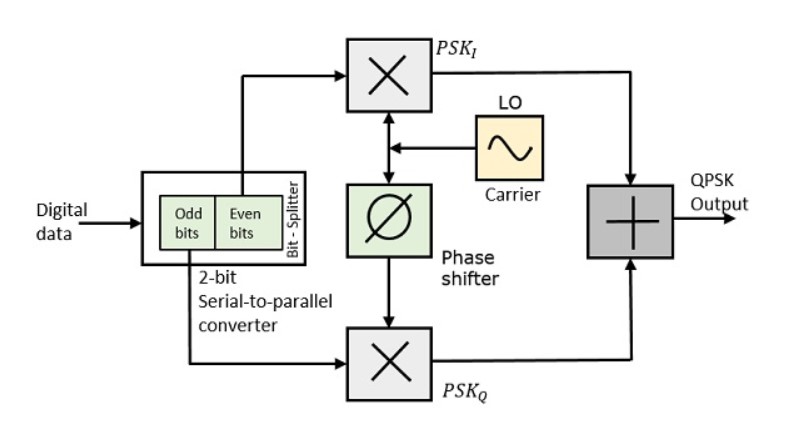 PSK_I
LO
Carrier
Digital
data
Odd
bits
Even
bits
Bit - Splitter
2-bit
Serial-to-parallel
converter
Phase
shifter
QPSK
Output
PSK_Q